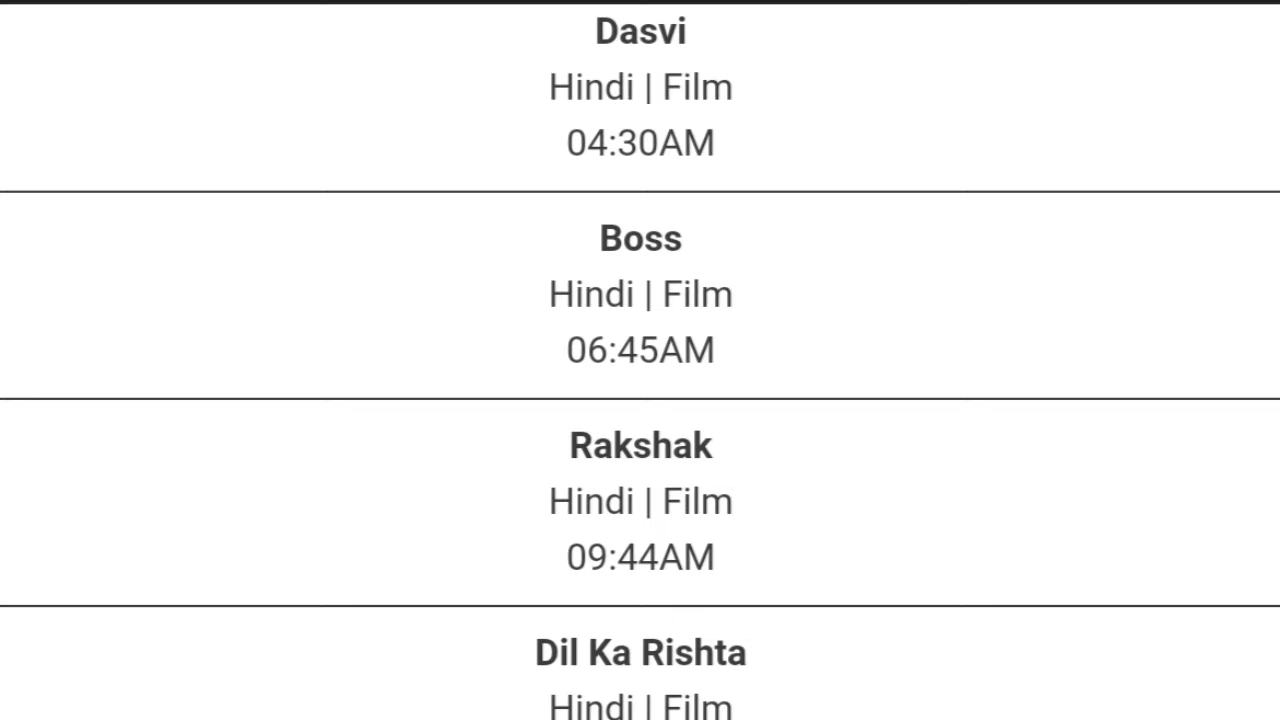 Dasvi
Hindi | Film
04:30AM
Boss
Hindi | Film
06:45AM
Rakshak
Hindi | Film
09:44AM
Dil Ka Rishta
Hindi | Film